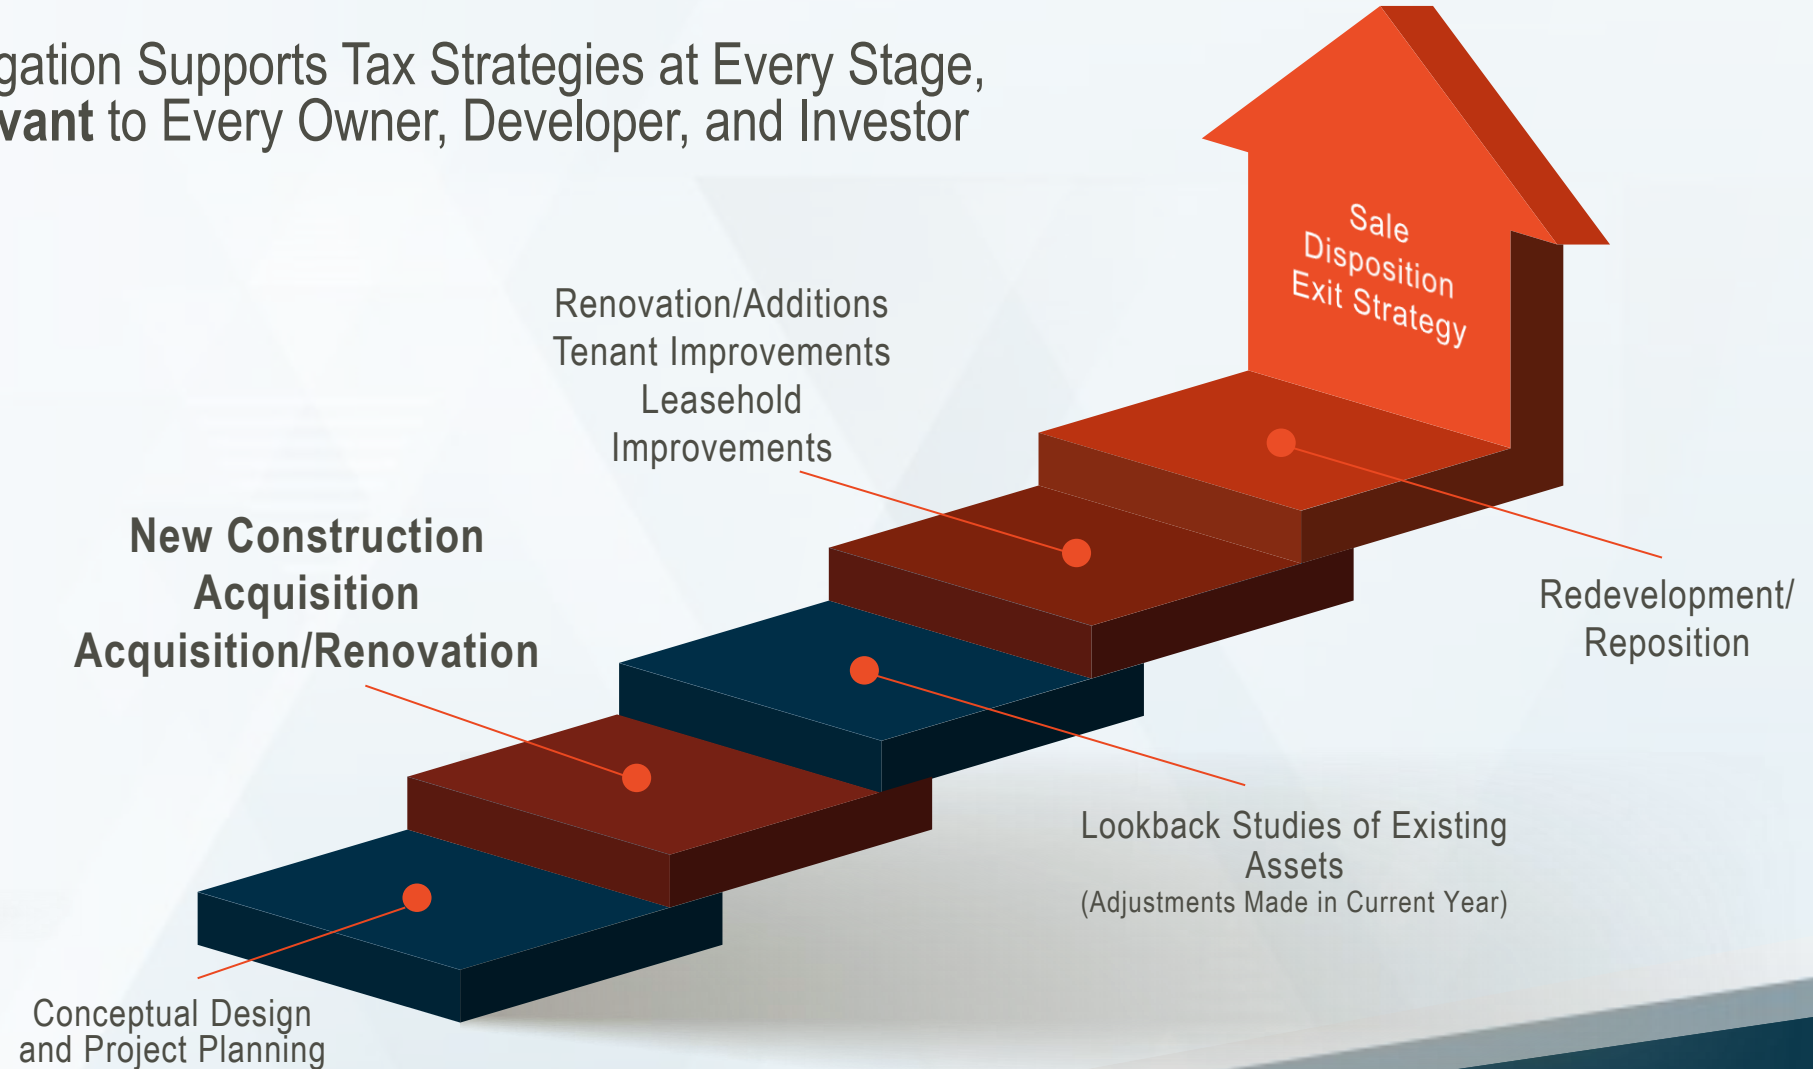 gation Supports Tax Strategies at Every Stage,
vant to Every Owner, Developer, and Investor
Sale
Disposition
Exit Strategy
Renovation/Additions
Tenant Improvements
Leasehold
Improvements
New Construction
Acquisition
Acquisition/Renovation
Redevelopment/
Reposition
Lookback Studies of Existing
Assets
(Adjustments Made in Current Year)
Conceptual Design
and Project Planning